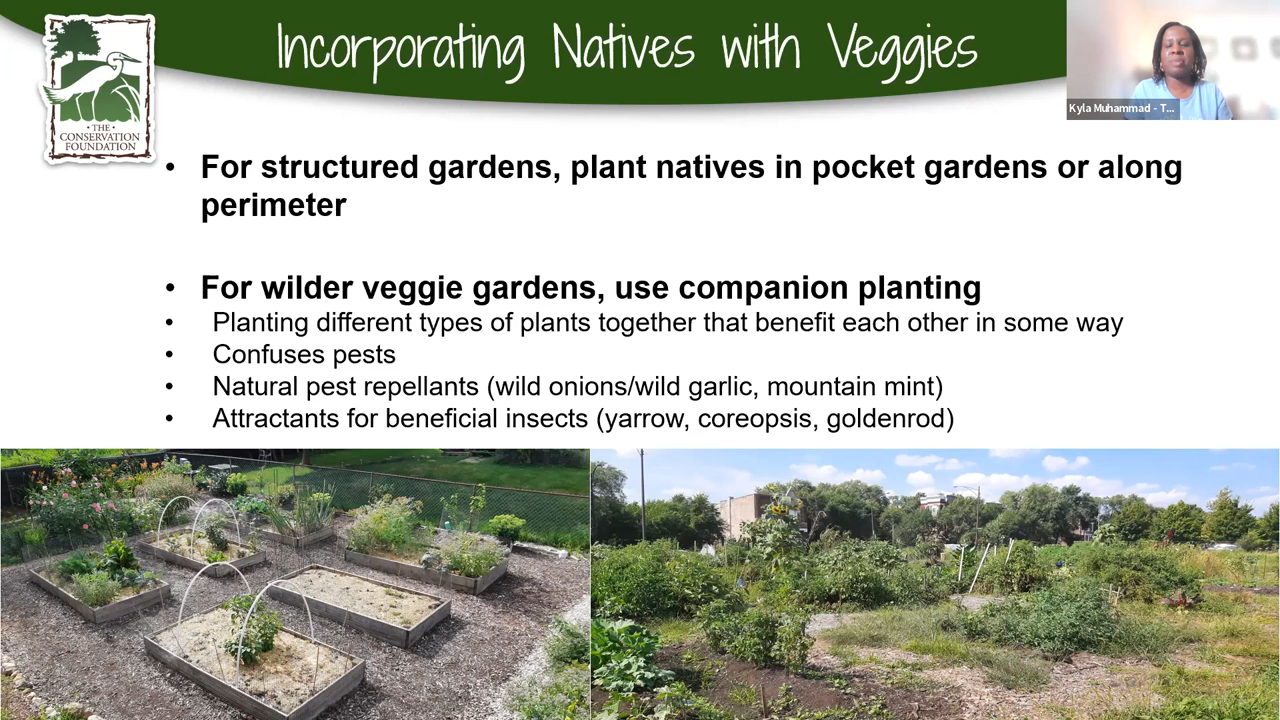 Incorporating Natives with Veggies
Kyla Muhammad - T...
• THE •
CONSERVATION
FOUNDATION
• For structured gardens, plant natives in pocket gardens or along
perimeter
• For wilder veggie gardens, use companion planting
• Planting different types of plants together that benefit each other in some way
• Confuses pests
• Natural pest repellants (wild onions/wild garlic, mountain mint)
• Attractants for beneficial insects (yarrow, coreopsis, goldenrod)